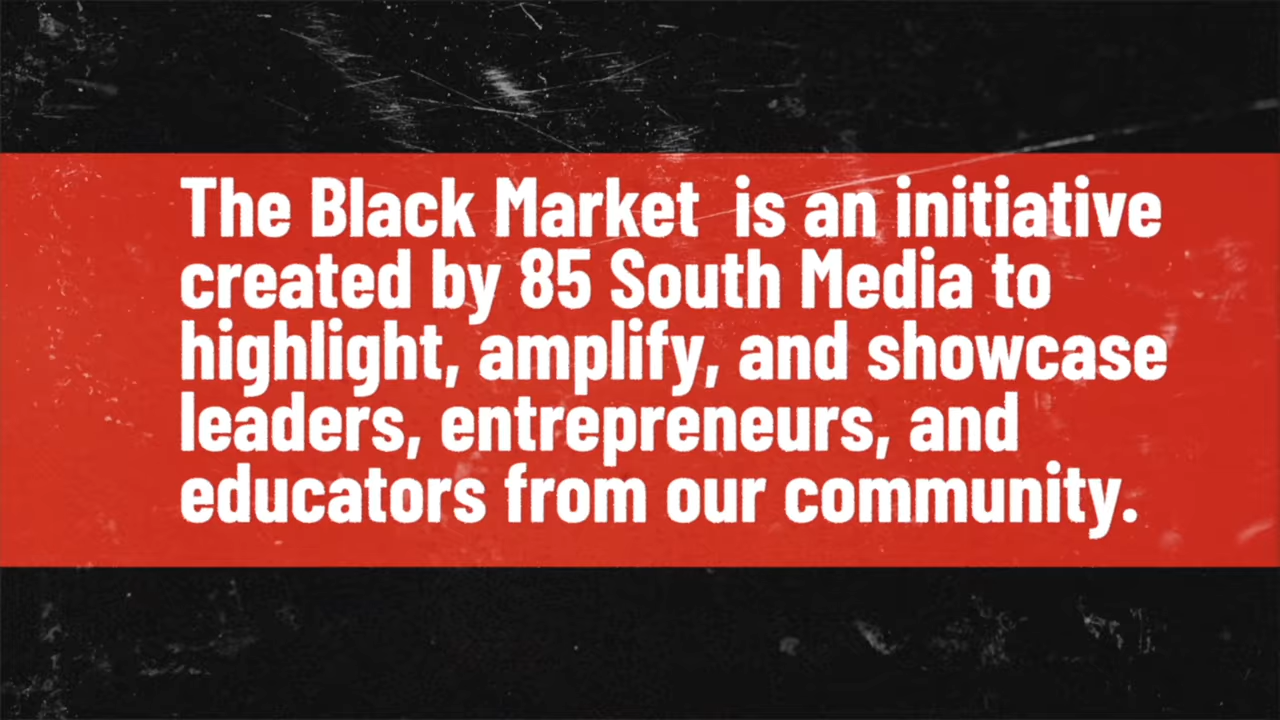 The Black Market  is an initiative
created by 85 South Media to
highlight, amplify, and showcase
leaders, entrepreneurs, and
educators from our community.